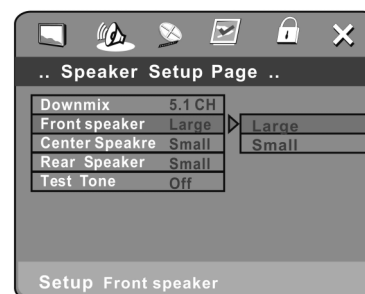 .. Speaker Setup Page ..
Downmix 5.1 CH
Front speaker Large Large
Center Speakre Small Small
Rear Speaker Small
Test Tone Off
Setup Front speaker